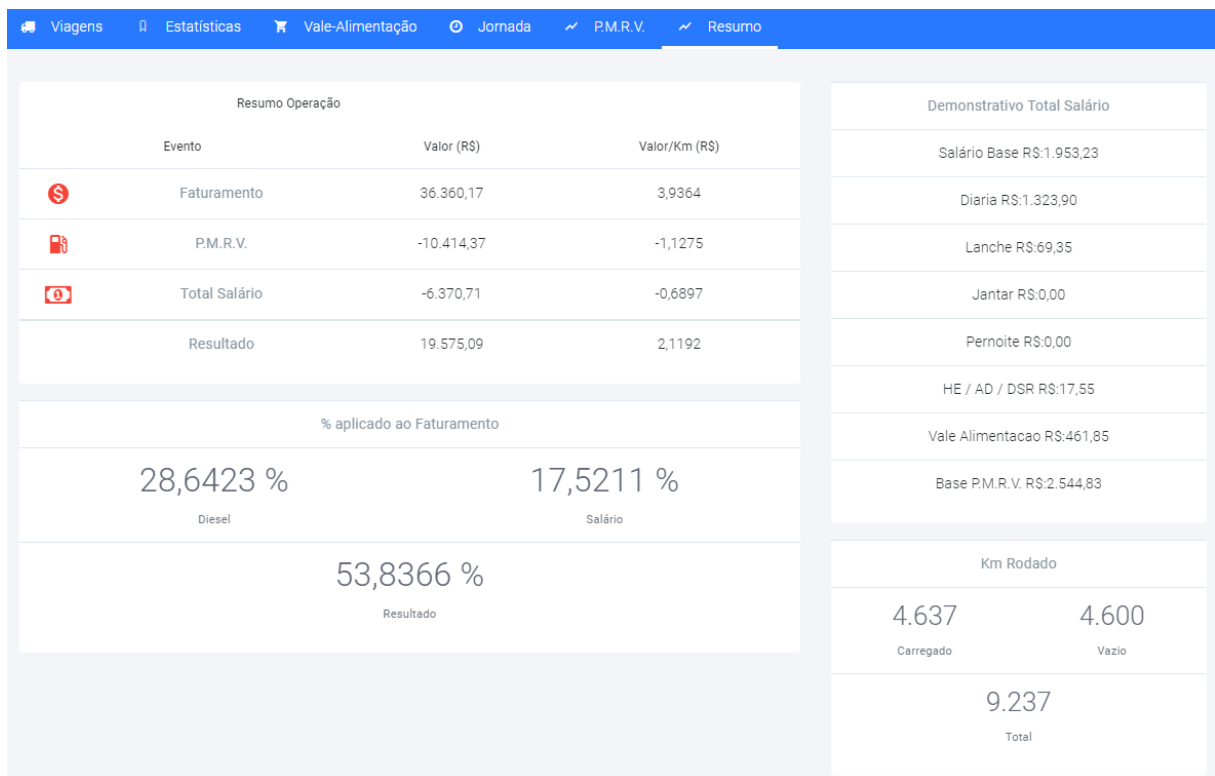 Viagens Estatísticas Vale-Alimentação Jornada P.M.R.V. Resumo
Resumo Operação
Evento Valor (R$) Valor/Km (R$)
Faturamento 36.360,17 3,9364
P.M.R.V. -10.414,37 -1,1275
Total Salário -6.370,71 -0,6897
Resultado 19.575,09 2,1192
% aplicado ao Faturamento
28,6423 % 17,5211 %
Diesel Salário
53,8366 %
Resultado
Demonstrativo Total Salário
Salário Base R$:1.953,23
Diaria R$:1.323,90
Lanche R$:69,35
Jantar R$:0,00
Pernoite R$:0,00
HE / AD / DSR R$:17,55
Vale Alimentacao R$:461,85
Base P.M.R.V. R$:2.544,83
Km Rodado
4.637 4.600
Carregado Vazio
9.237
Total